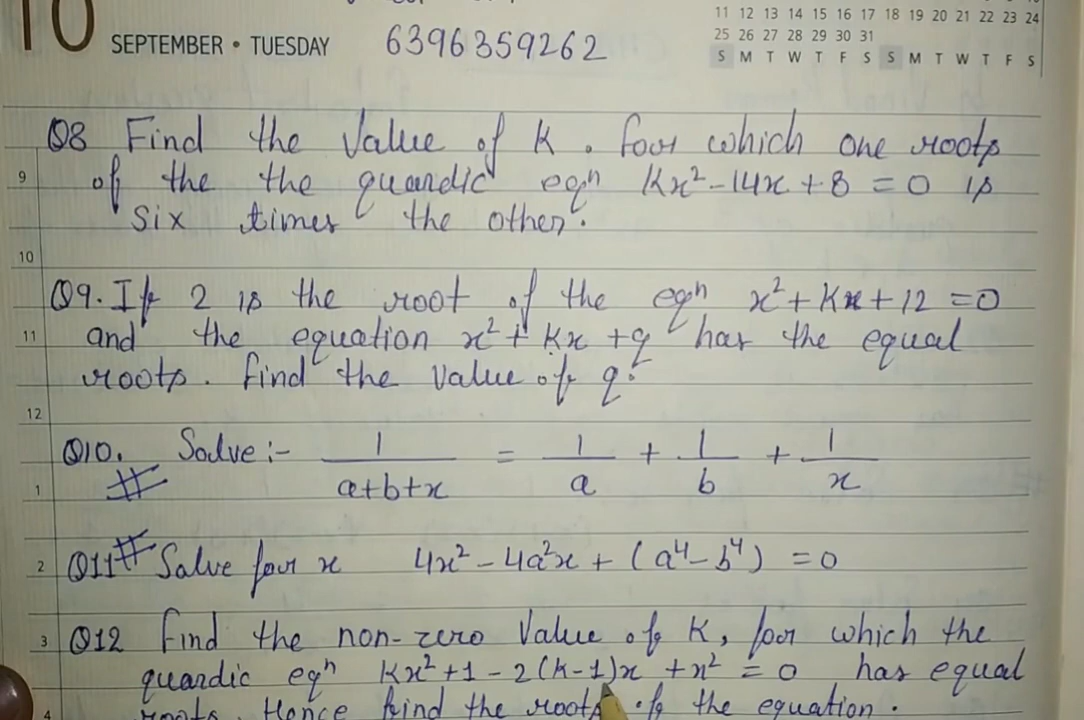 10
SEPTEMBER • TUESDAY 6396359262
11 12 13 14 15 16 17 18 19 20 21 22 23 24
25 26 27 28 29 30 31
S M T W T F S S M T W T F S
Q8 Find the Value of K. for which one roots
9 of the the quardic eqⁿ Kx² - 14x + 8 = 0 is
six times the other.
10
Q9. If 2 is the root of the eqⁿ x² + Kx + 12 = 0
11 and the equation x² + Kx + q has the equal
roots. find the value of q.
12
Q10. Solve :- 1/(a+b+x) = 1/a + 1/b + 1/x
1
2 Q11 # Solve for x 4x² - 4a²x + (a⁴ - b⁴) = 0
3 Q12 Find the non-zero Value of K, for which the
quardic eqⁿ Kx² + 1 - 2(k-1)x + x² = 0 has equal
4 roots. Hence find the roots of the equation.